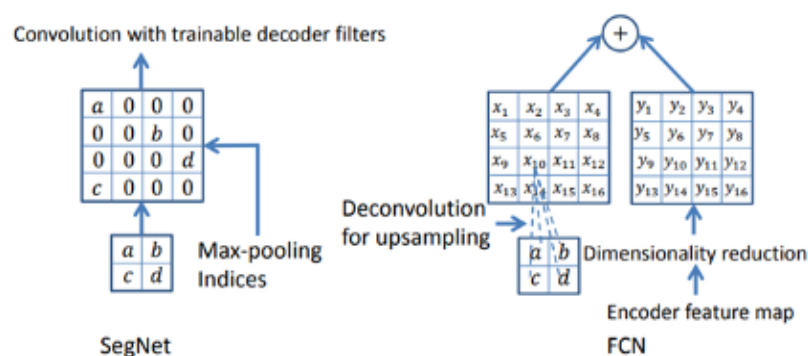 Convolution with trainable decoder filters
a 0 0 0
0 0 b 0
0 0 0 d
c 0 0 0
a b
c d
Max-pooling
Indices
SegNet
+
x₁ x₂ x₃ x₄
x₅ x₆ x₇ x₈
x₉ x₁₀ x₁₁ x₁₂
x₁₃ x₁₄ x₁₅ x₁₆
y₁ y₂ y₃ y₄
y₅ y₆ y₇ y₈
y₉ y₁₀ y₁₁ y₁₂
y₁₃ y₁₄ y₁₅ y₁₆
Deconvolution
for upsampling
a b
c d
Dimensionality reduction
Encoder feature map
FCN